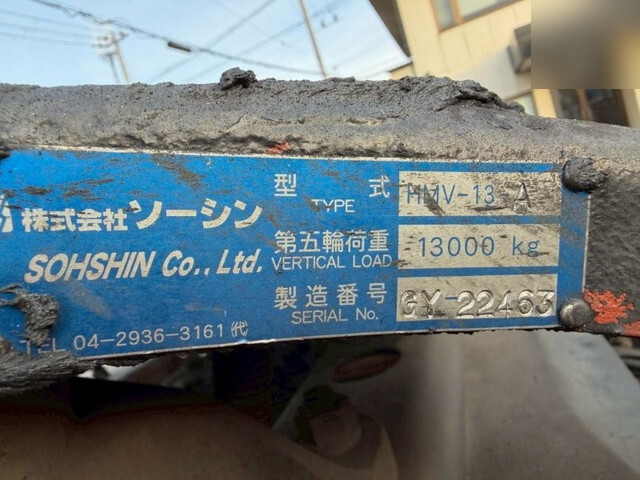 株式会社 ソーシン
SOHSHIN Co., Ltd.
TEL 04-2936-3161 (代)
型式 HMV-13 A
TYPE
第五輪荷重 13000 kg
VERTICAL LOAD
製造番号 GY-22463
SERIAL No.